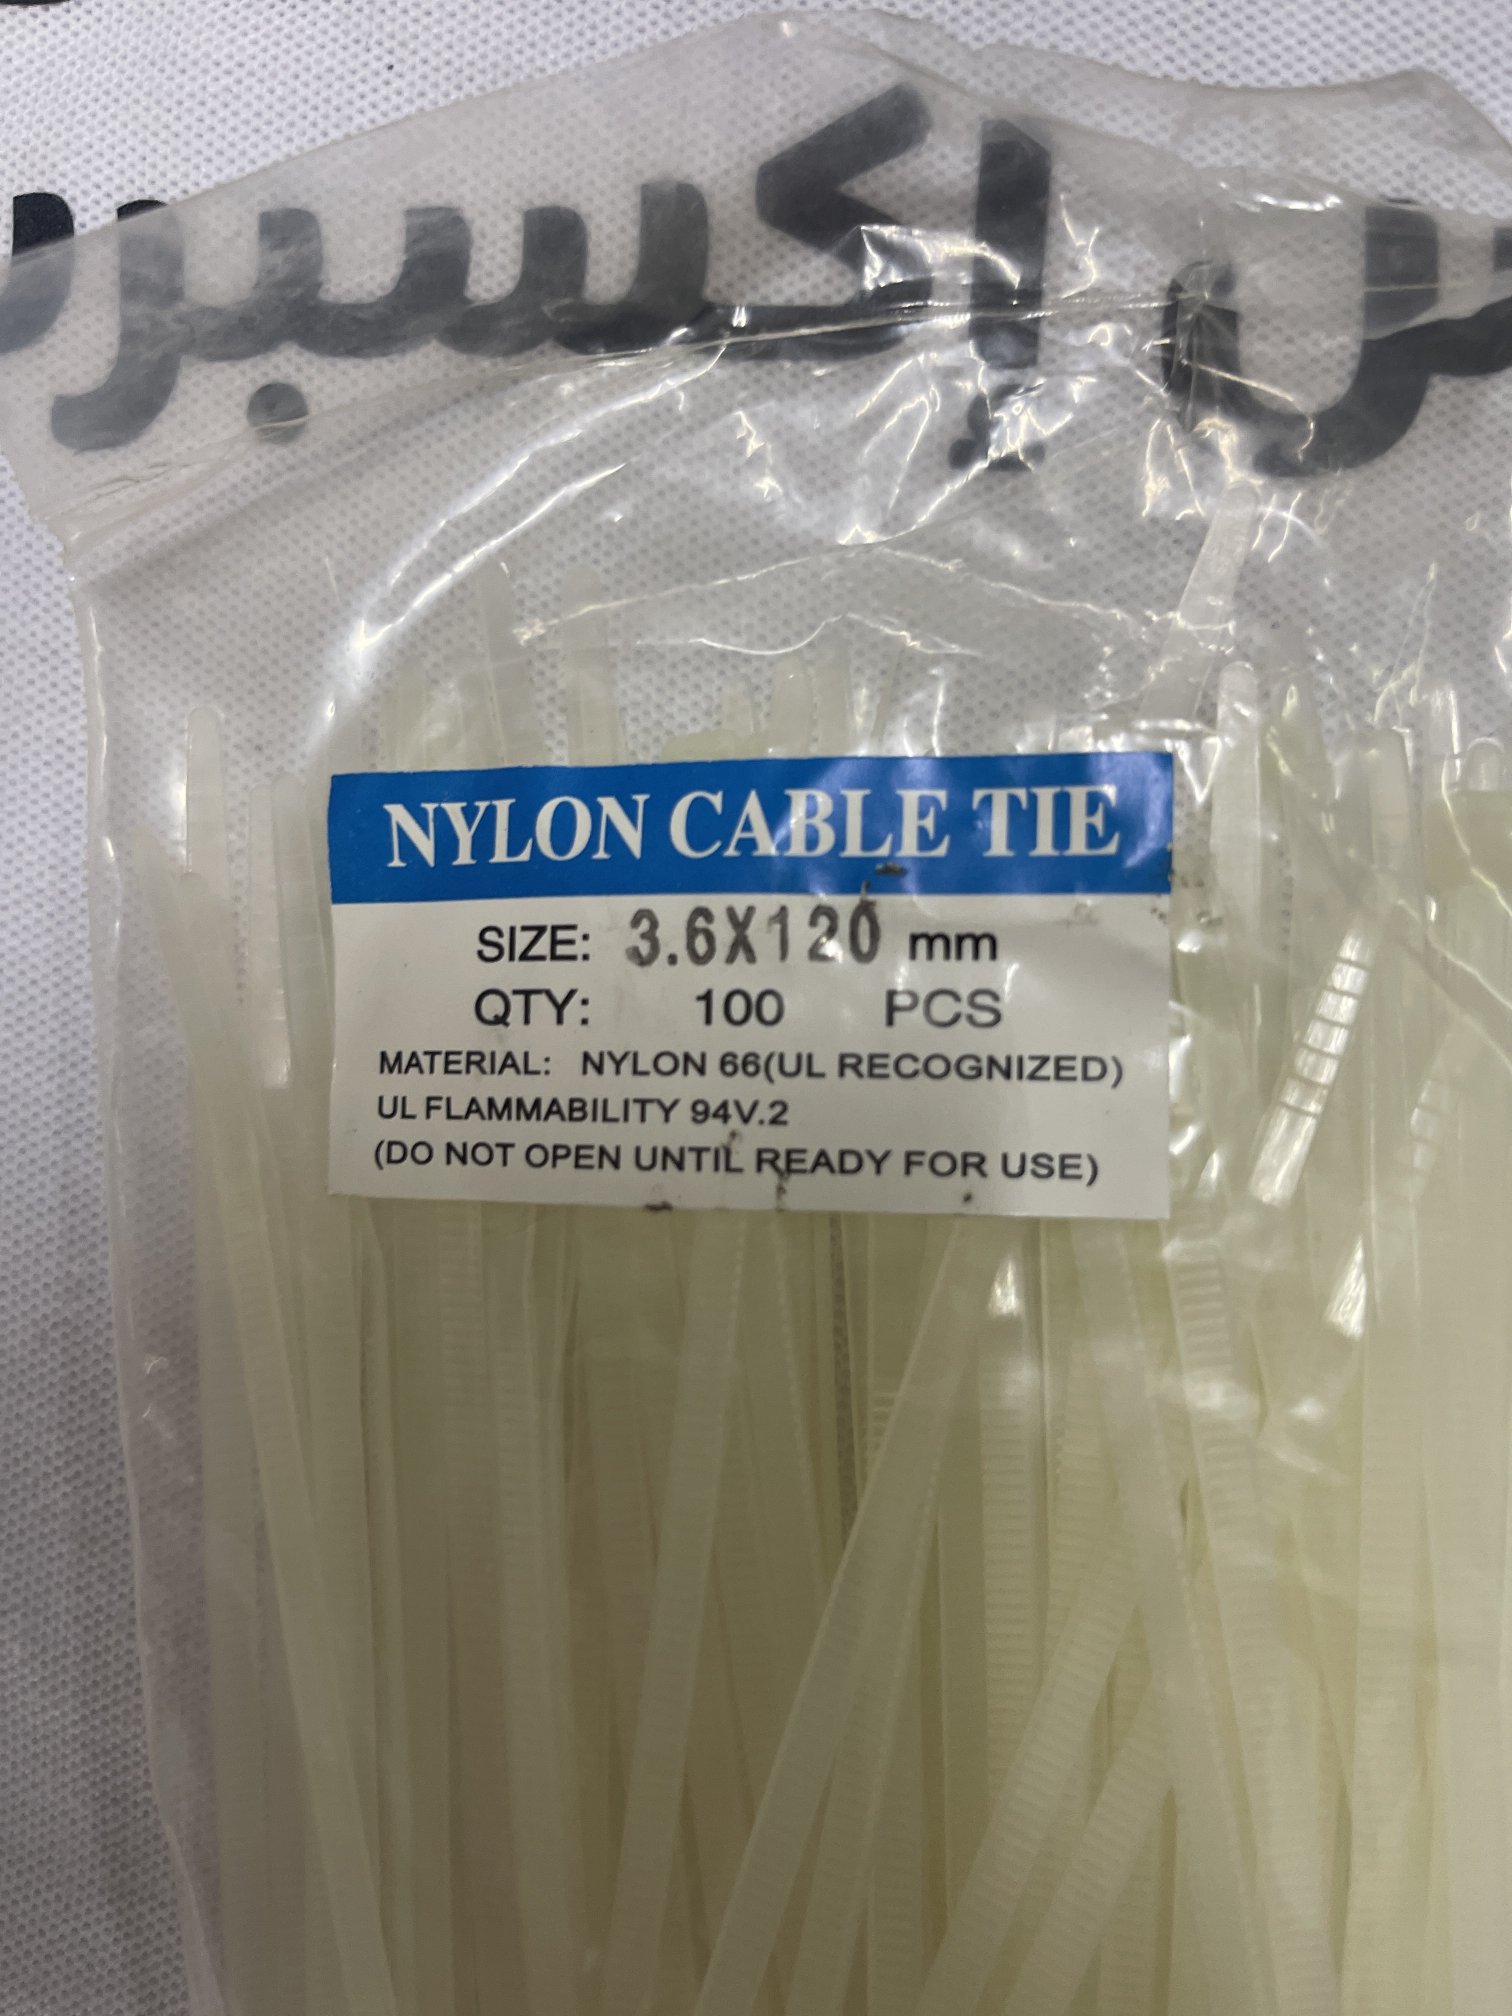 إكسبرس
NYLON CABLE TIE
SIZE: 3.6X120 mm
QTY: 100 PCS
MATERIAL: NYLON 66(UL RECOGNIZED)
UL FLAMMABILITY 94V.2
(DO NOT OPEN UNTIL READY FOR USE)